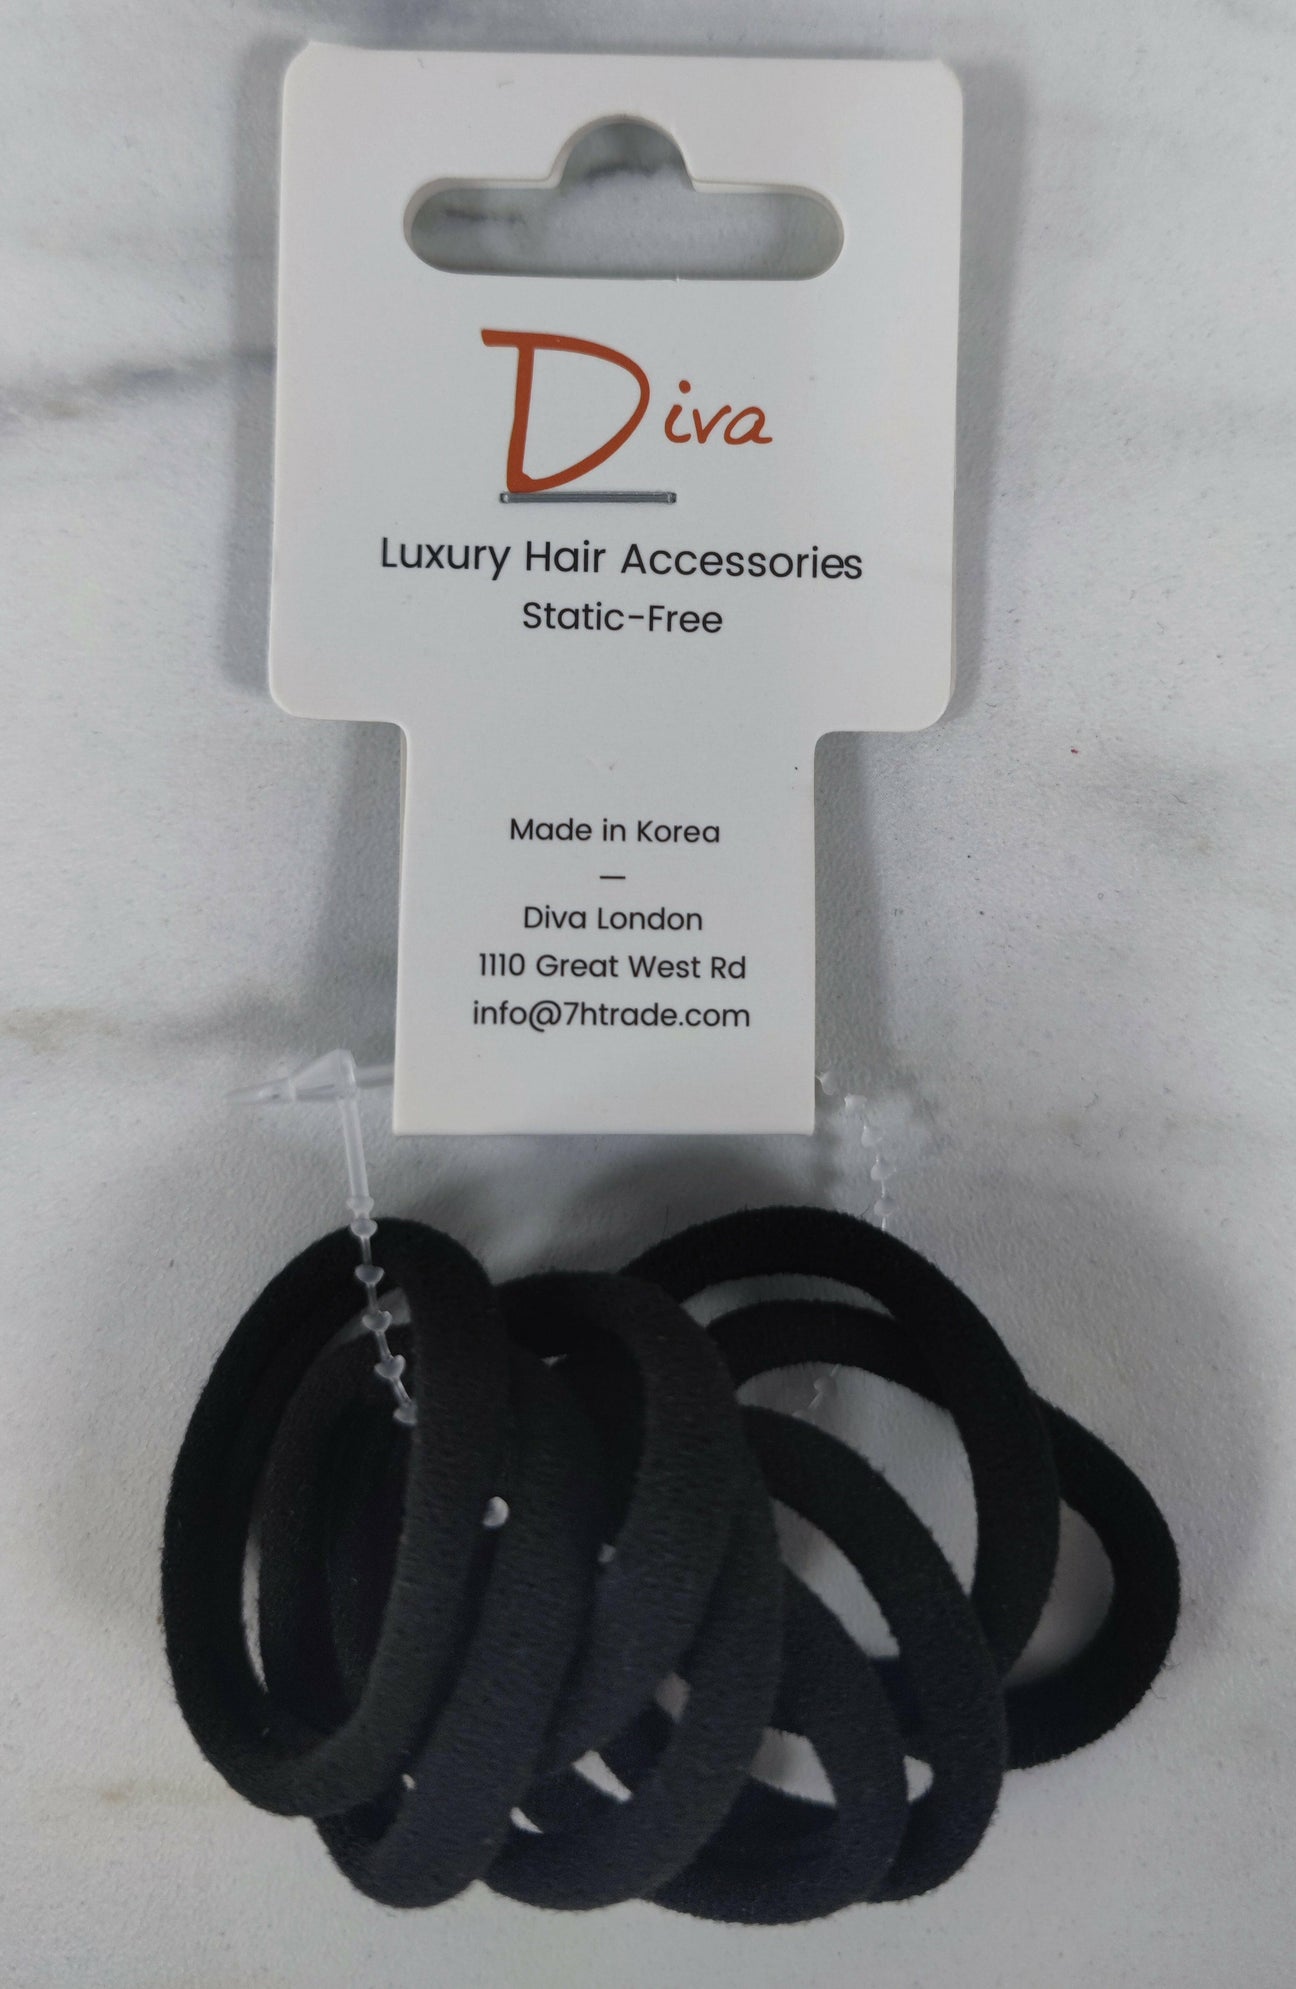 Diva
Luxury Hair Accessories
Static-Free
Made in Korea
—
Diva London
1110 Great West Rd
info@7htrade.com